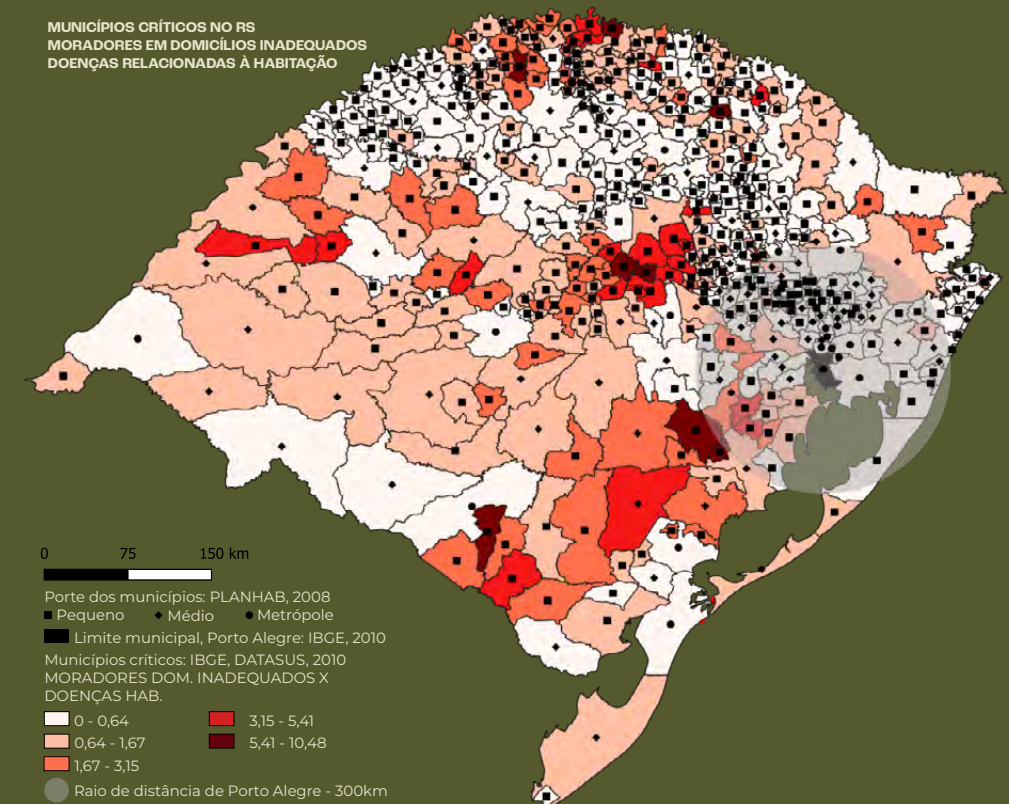 MUNICÍPIOS CRÍTICOS NO RS
MORADORES EM DOMICÍLIOS INADEQUADOS
DOENÇAS RELACIONADAS À HABITAÇÃO
0 75 150 km
Porte dos municípios: PLANHAB, 2008
Pequeno Médio Metrópole
Limite municipal, Porto Alegre: IBGE, 2010
Municípios críticos: IBGE, DATASUS, 2010
MORADORES DOM. INADEQUADOS X
DOENÇAS HAB.
0 - 0,64 3,15 - 5,41
0,64 - 1,67 5,41 - 10,48
1,67 - 3,15
Raio de distância de Porto Alegre - 300km